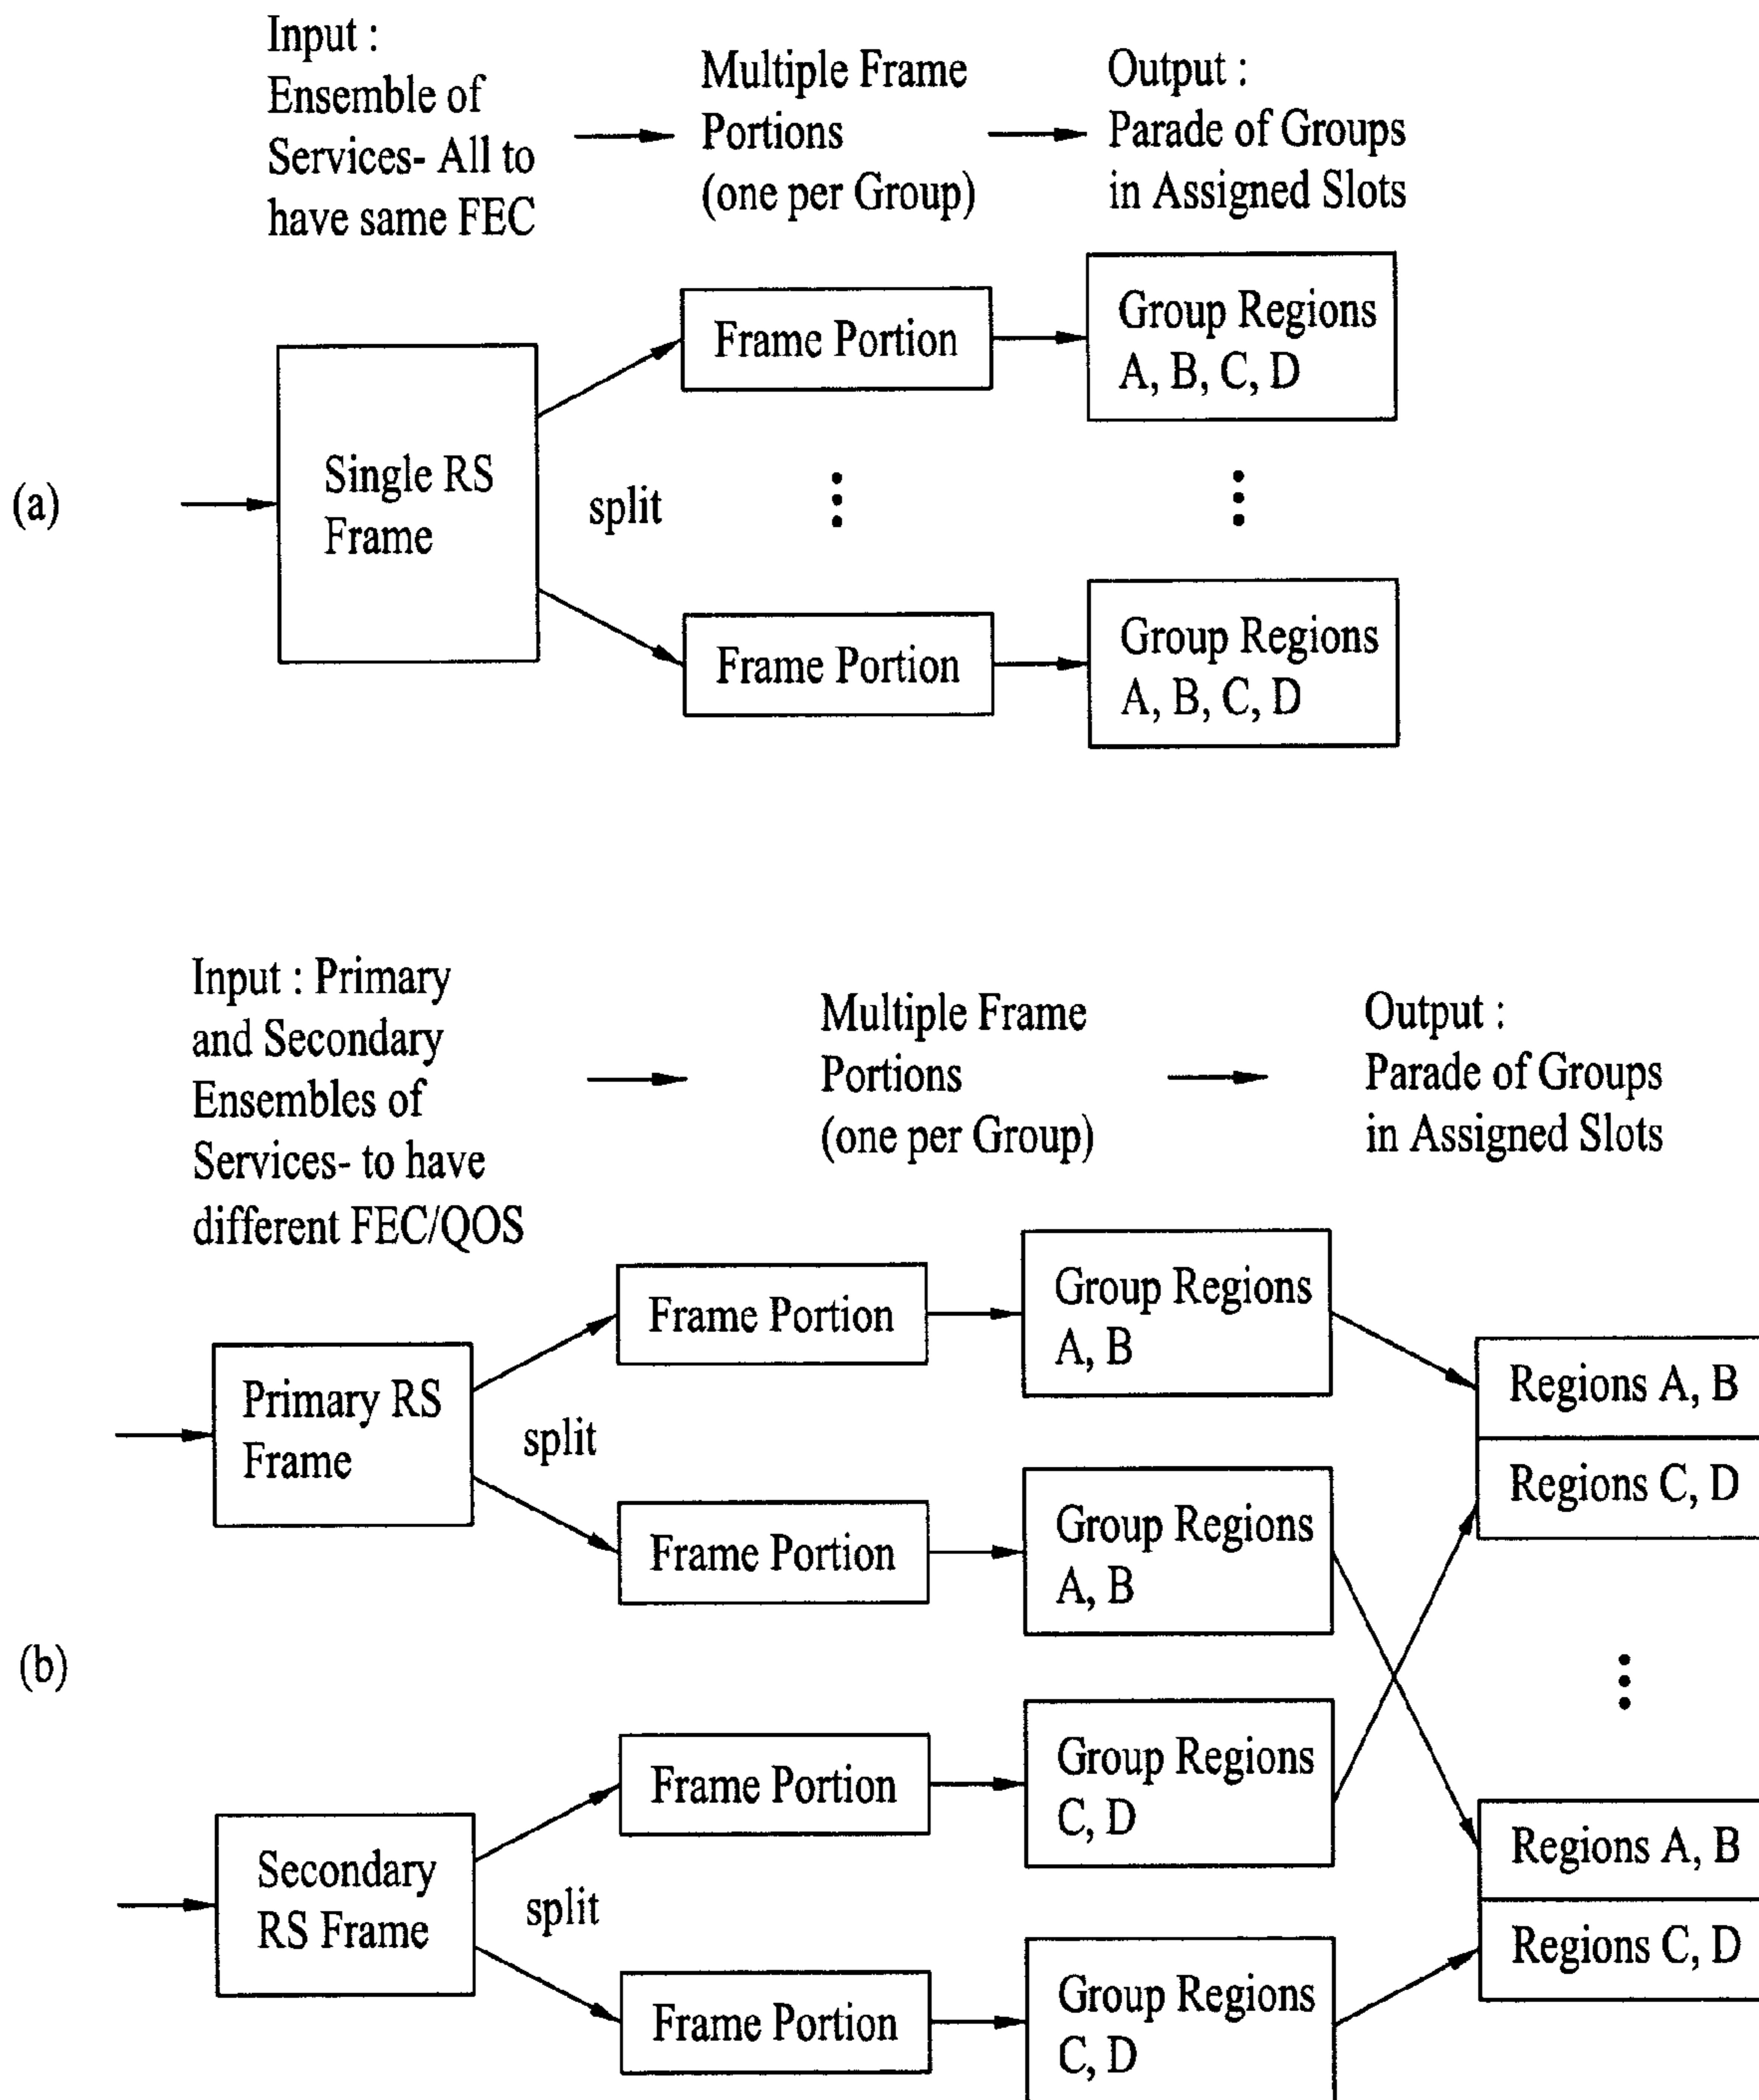 Input :
Ensemble of
Services- All to
have same FEC
Multiple Frame
Portions
(one per Group)
Output :
Parade of Groups
in Assigned Slots
(a)
Single RS
Frame
split
Frame Portion
Group Regions
A, B, C, D
Frame Portion
Group Regions
A, B, C, D
Input : Primary
and Secondary
Ensembles of
Services- to have
different FEC/QOS
Multiple Frame
Portions
(one per Group)
Output :
Parade of Groups
in Assigned Slots
(b)
Primary RS
Frame
split
Frame Portion
Group Regions
A, B
Frame Portion
Group Regions
A, B
Regions A, B
Regions C, D
Secondary
RS Frame
split
Frame Portion
Group Regions
C, D
Frame Portion
Group Regions
C, D
Regions A, B
Regions C, D